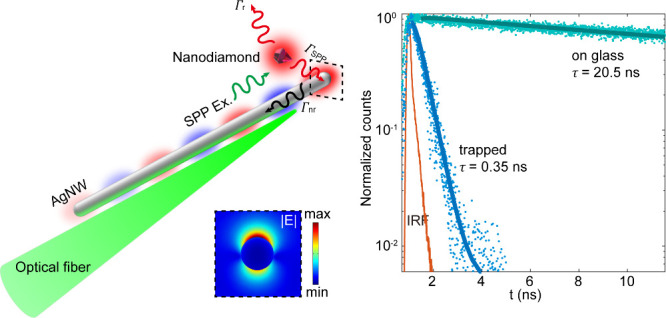 Γr
Nanodiamond
ΓSPP
SPP Ex.
Γnr
AgNW
Optical fiber
|E|
max
min
Normalized counts
10^0
10^-1
10^-2
on glass
τ = 20.5 ns
trapped
τ = 0.35 ns
IRF
2 4 6 8 10
t (ns)